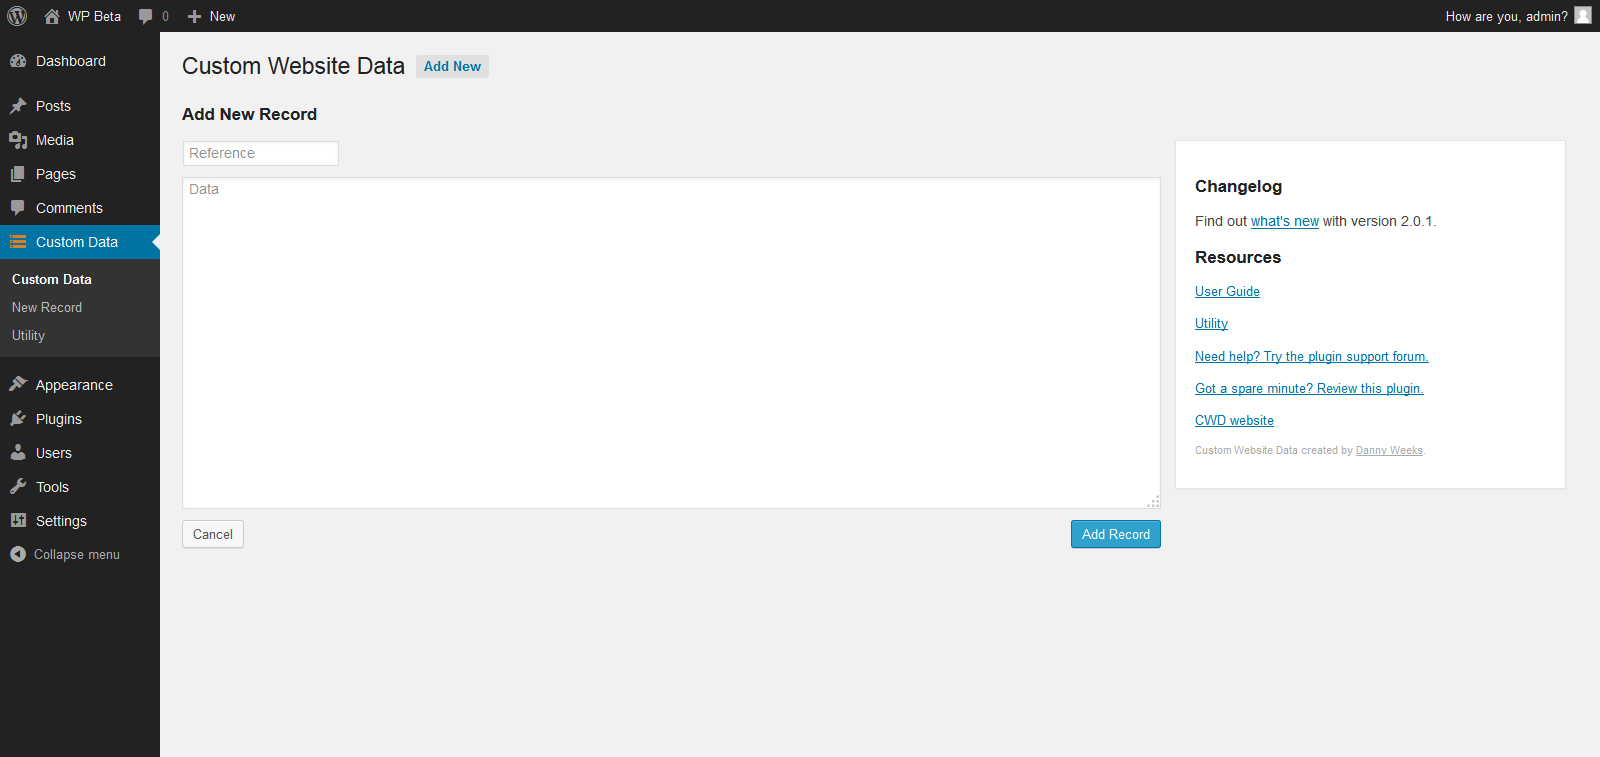 WP Beta 0 New How are you, admin?
Dashboard
Posts
Media
Pages
Comments
Custom Data
Custom Data
New Record
Utility
Appearance
Plugins
Users
Tools
Settings
Collapse menu
Custom Website Data Add New
Add New Record
Reference
Data
Cancel Add Record
Changelog
Find out what's new with version 2.0.1.
Resources
User Guide
Utility
Need help? Try the plugin support forum.
Got a spare minute? Review this plugin.
CWD website
Custom Website Data created by Danny Weeks.